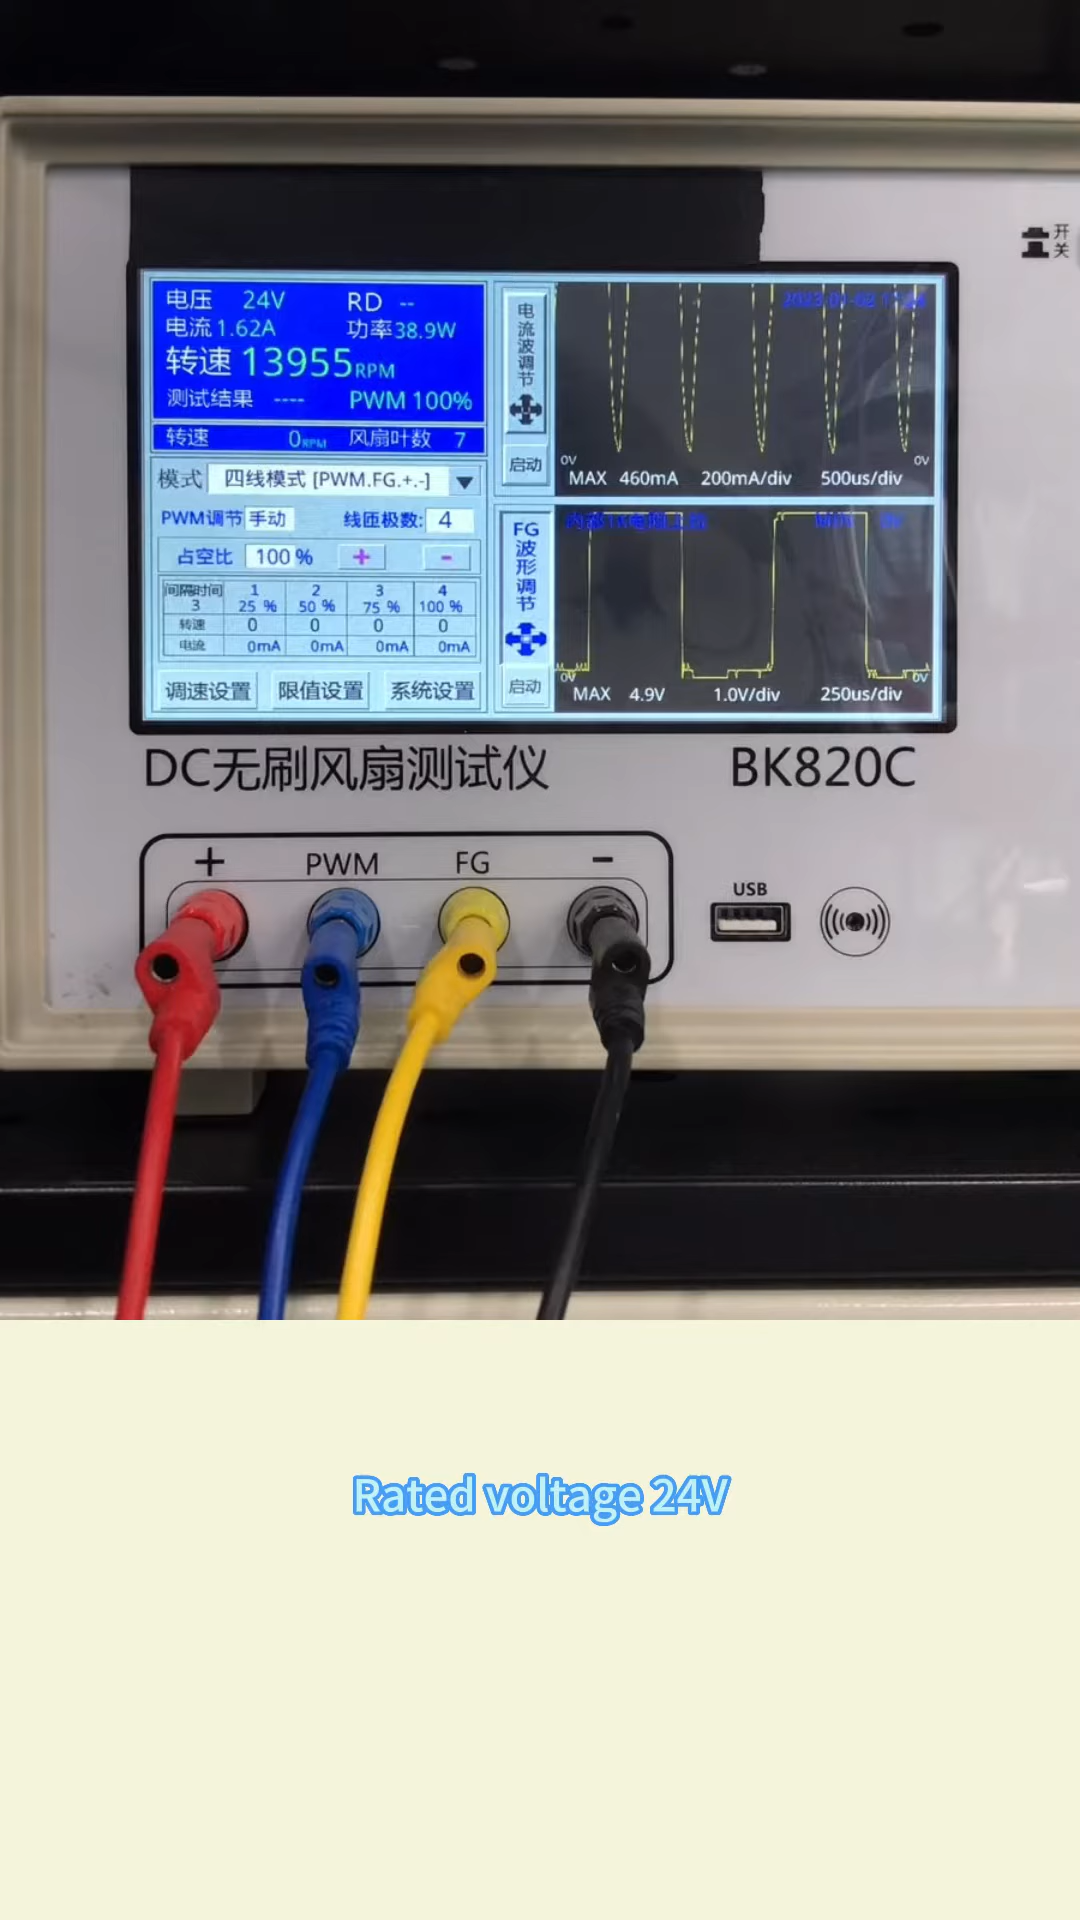 开
关
电压 24V RD --
电流 1.62A 功率 38.9W
转速 13955 RPM
测试结果 ---- PWM 100%
转速 0 RPM 风扇叶数 7
模式 四线模式 [PWM.FG.+.-]
PWM调节 手动 线匝极数: 4
占空比 100 % + -
间隔时间 1 2 3 4
3 25 % 50 % 75 % 100 %
转速 0 0 0 0
电流 0mA 0mA 0mA 0mA
调速设置 限值设置 系统设置
电流波调节
启动
0V 0V
MAX 460mA 200mA/div 500us/div
FG波形调节
启动
0V 0V
MAX 4.9V 1.0V/div 250us/div
DC无刷风扇测试仪 BK820C
+ PWM FG -
USB
Rated voltage 24V